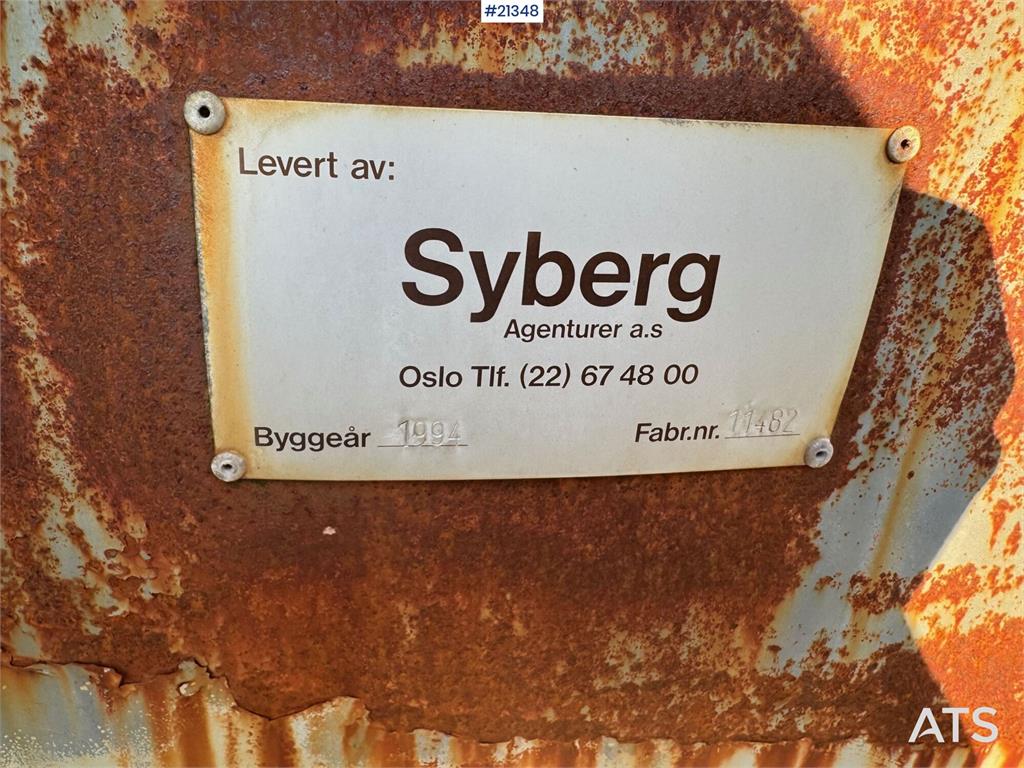 #21348
Levert av:
Syberg
Agenturer a.s
Oslo Tlf. (22) 67 48 00
Byggeår 1994 Fabr.nr. 11482
ATS